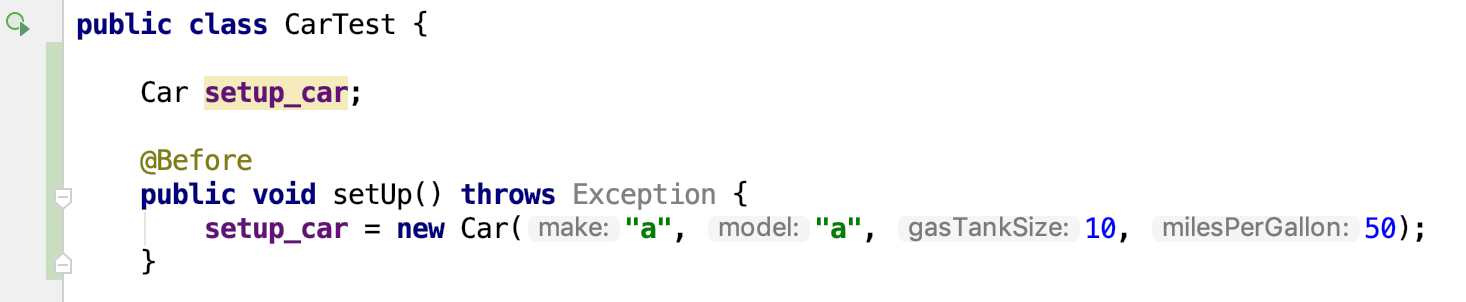 public class CarTest {
Car setup_car;
@Before
public void setUp() throws Exception {
setup_car = new Car( make: "a", model: "a", gasTankSize: 10, milesPerGallon: 50);
}